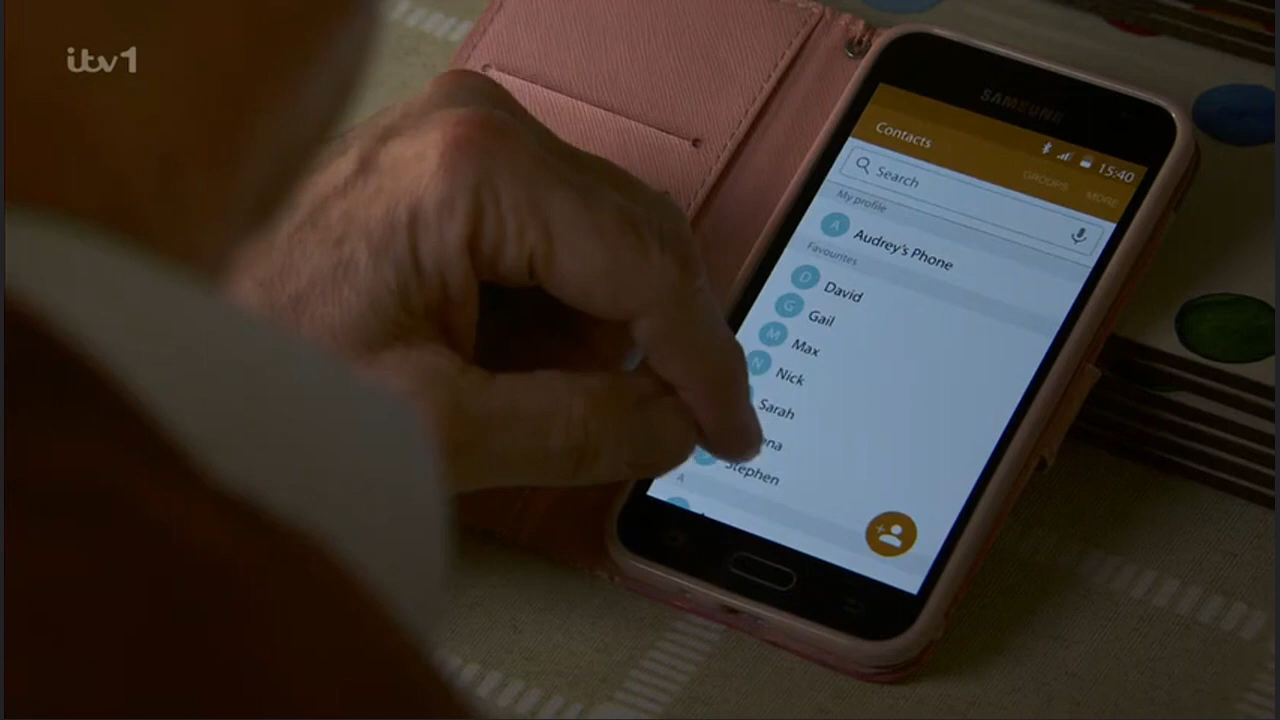 itv1
SAMSUNG
15:40
Contacts
GROUPS MORE
Search
My profile
A Audrey's Phone
Favourites
D David
G Gail
M Max
N Nick
Sarah
ena
Stephen
A